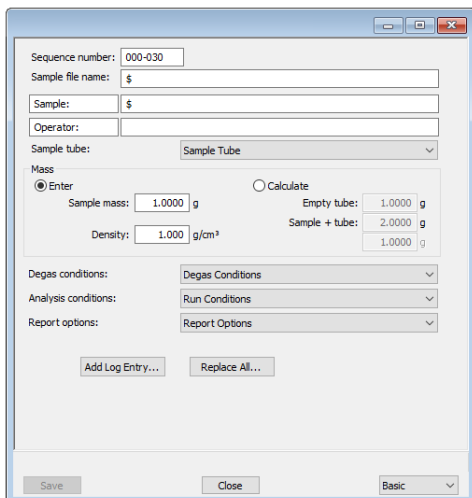 Sequence number: 000-030
Sample file name: $
Sample: $
Operator:
Sample tube: Sample Tube
Mass
Enter Calculate
Sample mass: 1.0000 g Empty tube: 1.0000 g
Density: 1.000 g/cm³ Sample + tube: 2.0000 g
1.0000 g
Degas conditions: Degas Conditions
Analysis conditions: Run Conditions
Report options: Report Options
Add Log Entry... Replace All...
Save Close Basic